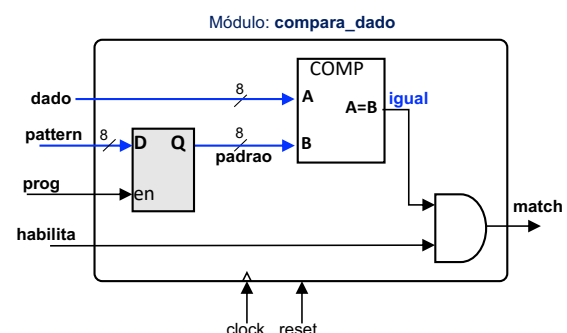 Módulo: compara_dado
COMP
dado
8
A
A=B
igual
pattern
8
D
Q
8
padrao
B
prog
en
habilita
match
clock
reset